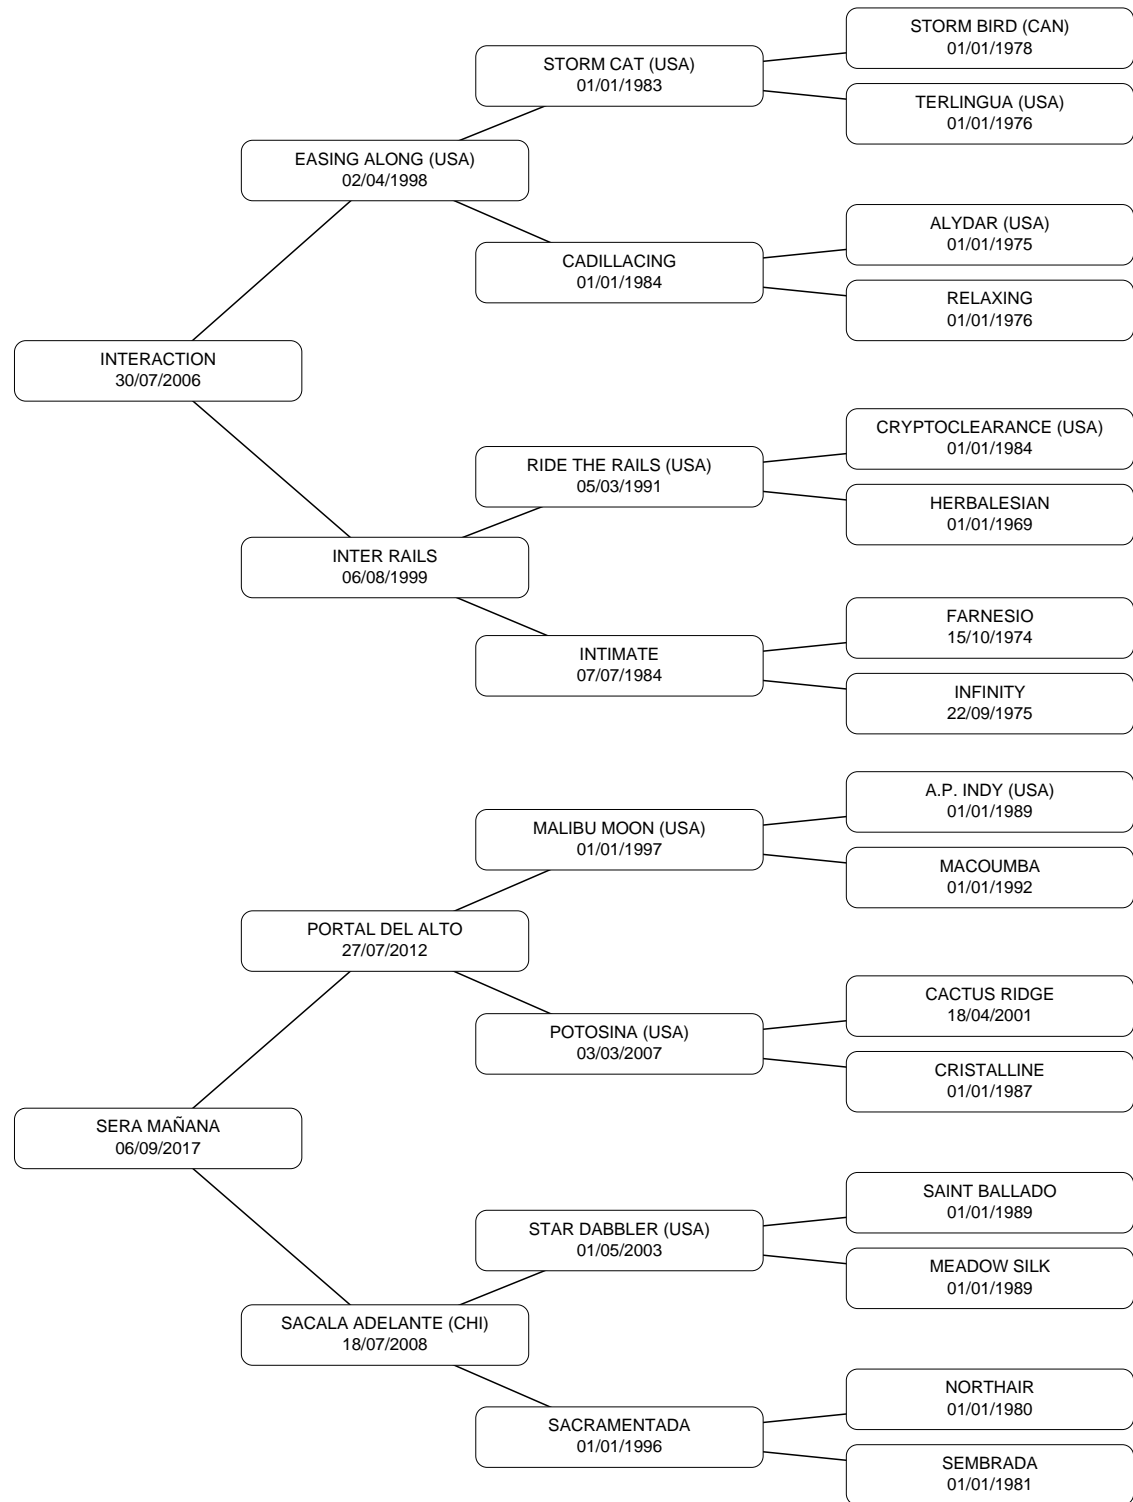 STORM BIRD (CAN)
01/01/1978
STORM CAT (USA)
01/01/1983
TERLINGUA (USA)
01/01/1976
EASING ALONG (USA)
02/04/1998
ALYDAR (USA)
01/01/1975
CADILLACING
01/01/1984
RELAXING
01/01/1976
INTERACTION
30/07/2006
CRYPTOCLEARANCE (USA)
01/01/1984
RIDE THE RAILS (USA)
05/03/1991
HERBALESIAN
01/01/1969
INTER RAILS
06/08/1999
FARNESIO
15/10/1974
INTIMATE
07/07/1984
INFINITY
22/09/1975
A.P. INDY (USA)
01/01/1989
MALIBU MOON (USA)
01/01/1997
MACOUMBA
01/01/1992
PORTAL DEL ALTO
27/07/2012
CACTUS RIDGE
18/04/2001
POTOSINA (USA)
03/03/2007
CRISTALLINE
01/01/1987
SERA MAÑANA
06/09/2017
SAINT BALLADO
01/01/1989
STAR DABBLER (USA)
01/05/2003
MEADOW SILK
01/01/1989
SACALA ADELANTE (CHI)
18/07/2008
NORTHAIR
01/01/1980
SACRAMENTADA
01/01/1996
SEMBRADA
01/01/1981